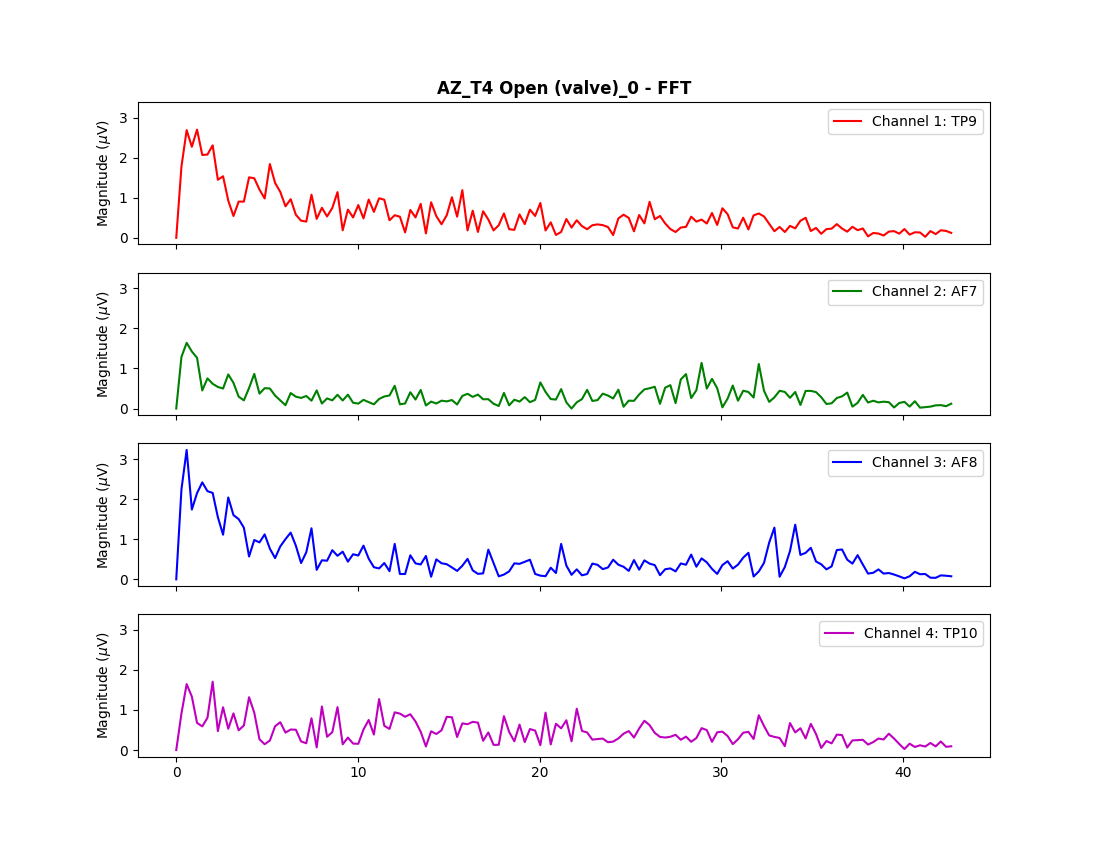 AZ_T4 Open (valve)_0 - FFT
3
2
1
0
Magnitude (μV)
Channel 1: TP9
3
2
1
0
Magnitude (μV)
Channel 2: AF7
3
2
1
0
Magnitude (μV)
Channel 3: AF8
3
2
1
0
Magnitude (μV)
Channel 4: TP10
0 10 20 30 40